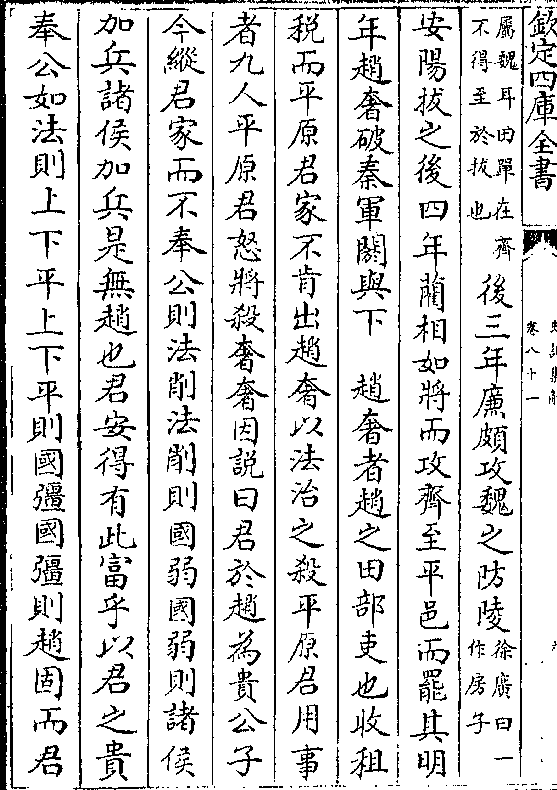 欽定四庫全書
史記集解
卷八十一
屬魏耳田單在齊
不得至於拔也
後三年廉頗攻魏之防陵
徐廣曰一
作房子
安陽拔之後四年藺相如將而攻齊至平邑而罷其明
年趙奢破秦軍閼與下　趙奢者趙之田部吏也收租
税而平原君家不肯出趙奢以法治之殺平原君用事
者九人平原君怒將殺奢奢因説曰君於趙為貴公子
今縱君家而不奉公則法削法削則國弱國弱則諸侯
加兵諸侯加兵是無趙也君安得有此富乎以君之貴
奉公如法則上下平上下平則國彊國彊則趙固而君